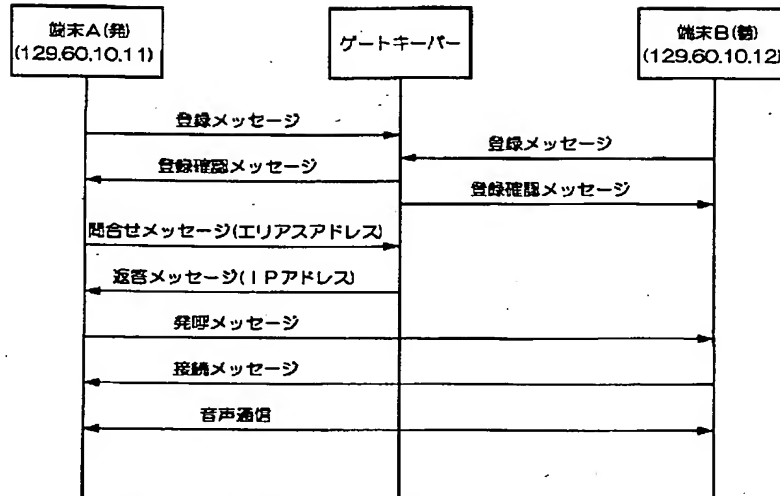 端末A(発)
(129.60.10.11)
ゲートキーパー
端末B(着)
(129.60.10.12)
登録メッセージ
登録メッセージ
登録確認メッセージ
登録確認メッセージ
問合せメッセージ(エリアスアドレス)
返答メッセージ(IPアドレス)
発呼メッセージ
接続メッセージ
音声通信